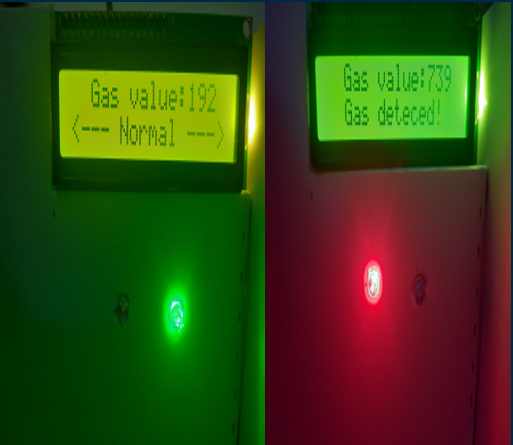 Gas value:192
<--- Normal --->
Gas value:739
Gas deteced!